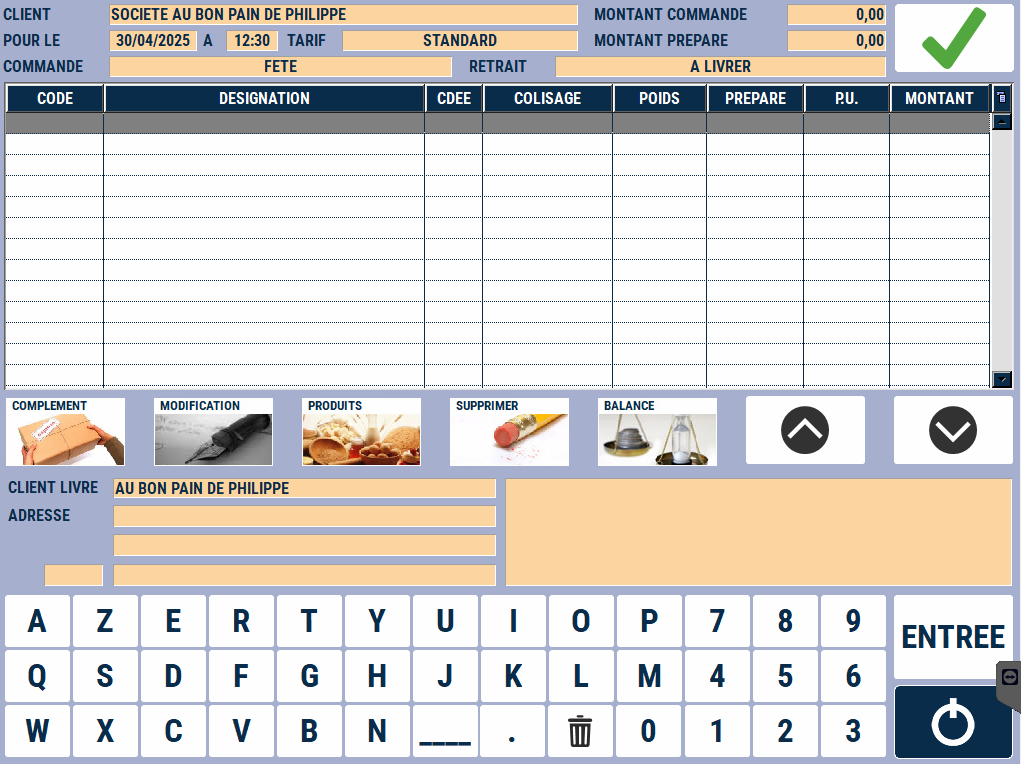 CLIENT SOCIETE AU BON PAIN DE PHILIPPE MONTANT COMMANDE 0,00
POUR LE 30/04/2025 A 12:30 TARIF STANDARD MONTANT PREPARE 0,00
COMMANDE FETE RETRAIT A LIVRER
CODE DESIGNATION CDEE COLISAGE POIDS PREPARE P.U. MONTANT
COMPLEMENT MODIFICATION PRODUITS SUPPRIMER BALANCE
CLIENT LIVRE AU BON PAIN DE PHILIPPE
ADRESSE
A Z E R T Y U I O P 7 8 9
ENTREE
Q S D F G H J K L M 4 5 6
W X C V B N ____ . 0 1 2 3